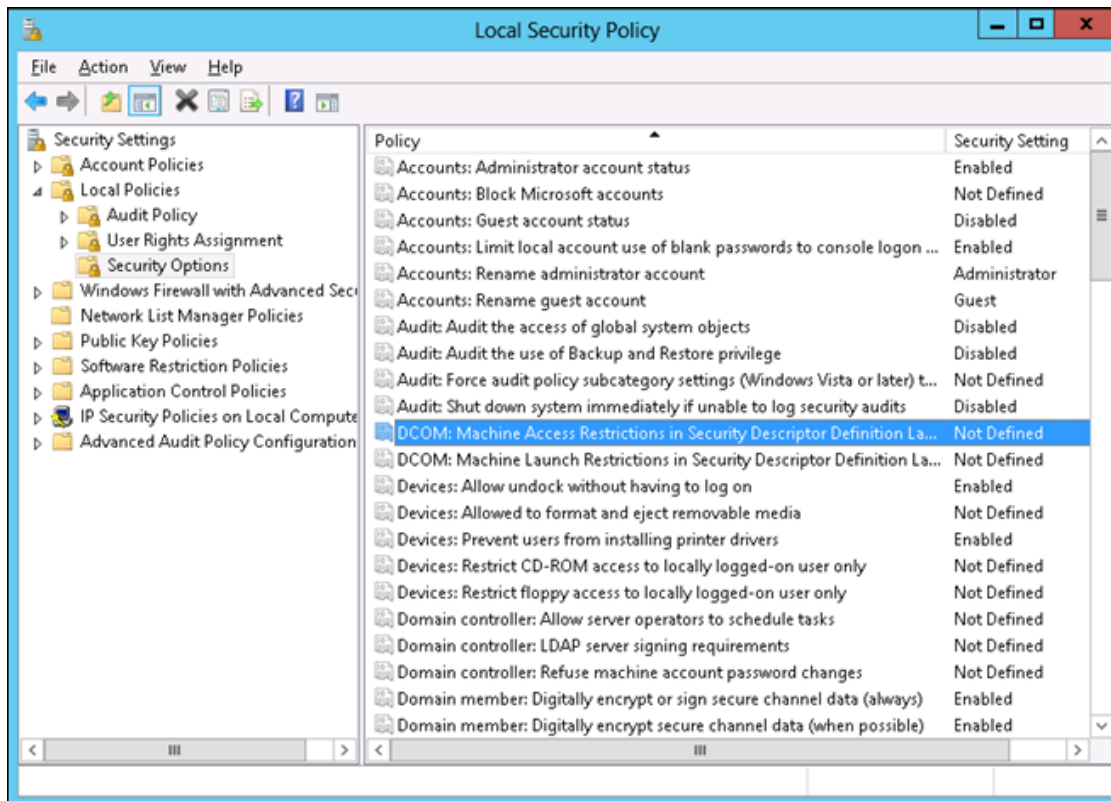 Local Security Policy
File Action View Help
Security Settings
Account Policies
Local Policies
Audit Policy
User Rights Assignment
Security Options
Windows Firewall with Advanced Secu
Network List Manager Policies
Public Key Policies
Software Restriction Policies
Application Control Policies
IP Security Policies on Local Compute
Advanced Audit Policy Configuration
Policy Security Setting
Accounts: Administrator account status Enabled
Accounts: Block Microsoft accounts Not Defined
Accounts: Guest account status Disabled
Accounts: Limit local account use of blank passwords to console logon ... Enabled
Accounts: Rename administrator account Administrator
Accounts: Rename guest account Guest
Audit: Audit the access of global system objects Disabled
Audit: Audit the use of Backup and Restore privilege Disabled
Audit: Force audit policy subcategory settings (Windows Vista or later) t... Not Defined
Audit: Shut down system immediately if unable to log security audits Disabled
DCOM: Machine Access Restrictions in Security Descriptor Definition La... Not Defined
DCOM: Machine Launch Restrictions in Security Descriptor Definition La... Not Defined
Devices: Allow undock without having to log on Enabled
Devices: Allowed to format and eject removable media Not Defined
Devices: Prevent users from installing printer drivers Enabled
Devices: Restrict CD-ROM access to locally logged-on user only Not Defined
Devices: Restrict floppy access to locally logged-on user only Not Defined
Domain controller: Allow server operators to schedule tasks Not Defined
Domain controller: LDAP server signing requirements Not Defined
Domain controller: Refuse machine account password changes Not Defined
Domain member: Digitally encrypt or sign secure channel data (always) Enabled
Domain member: Digitally encrypt secure channel data (when possible) Enabled